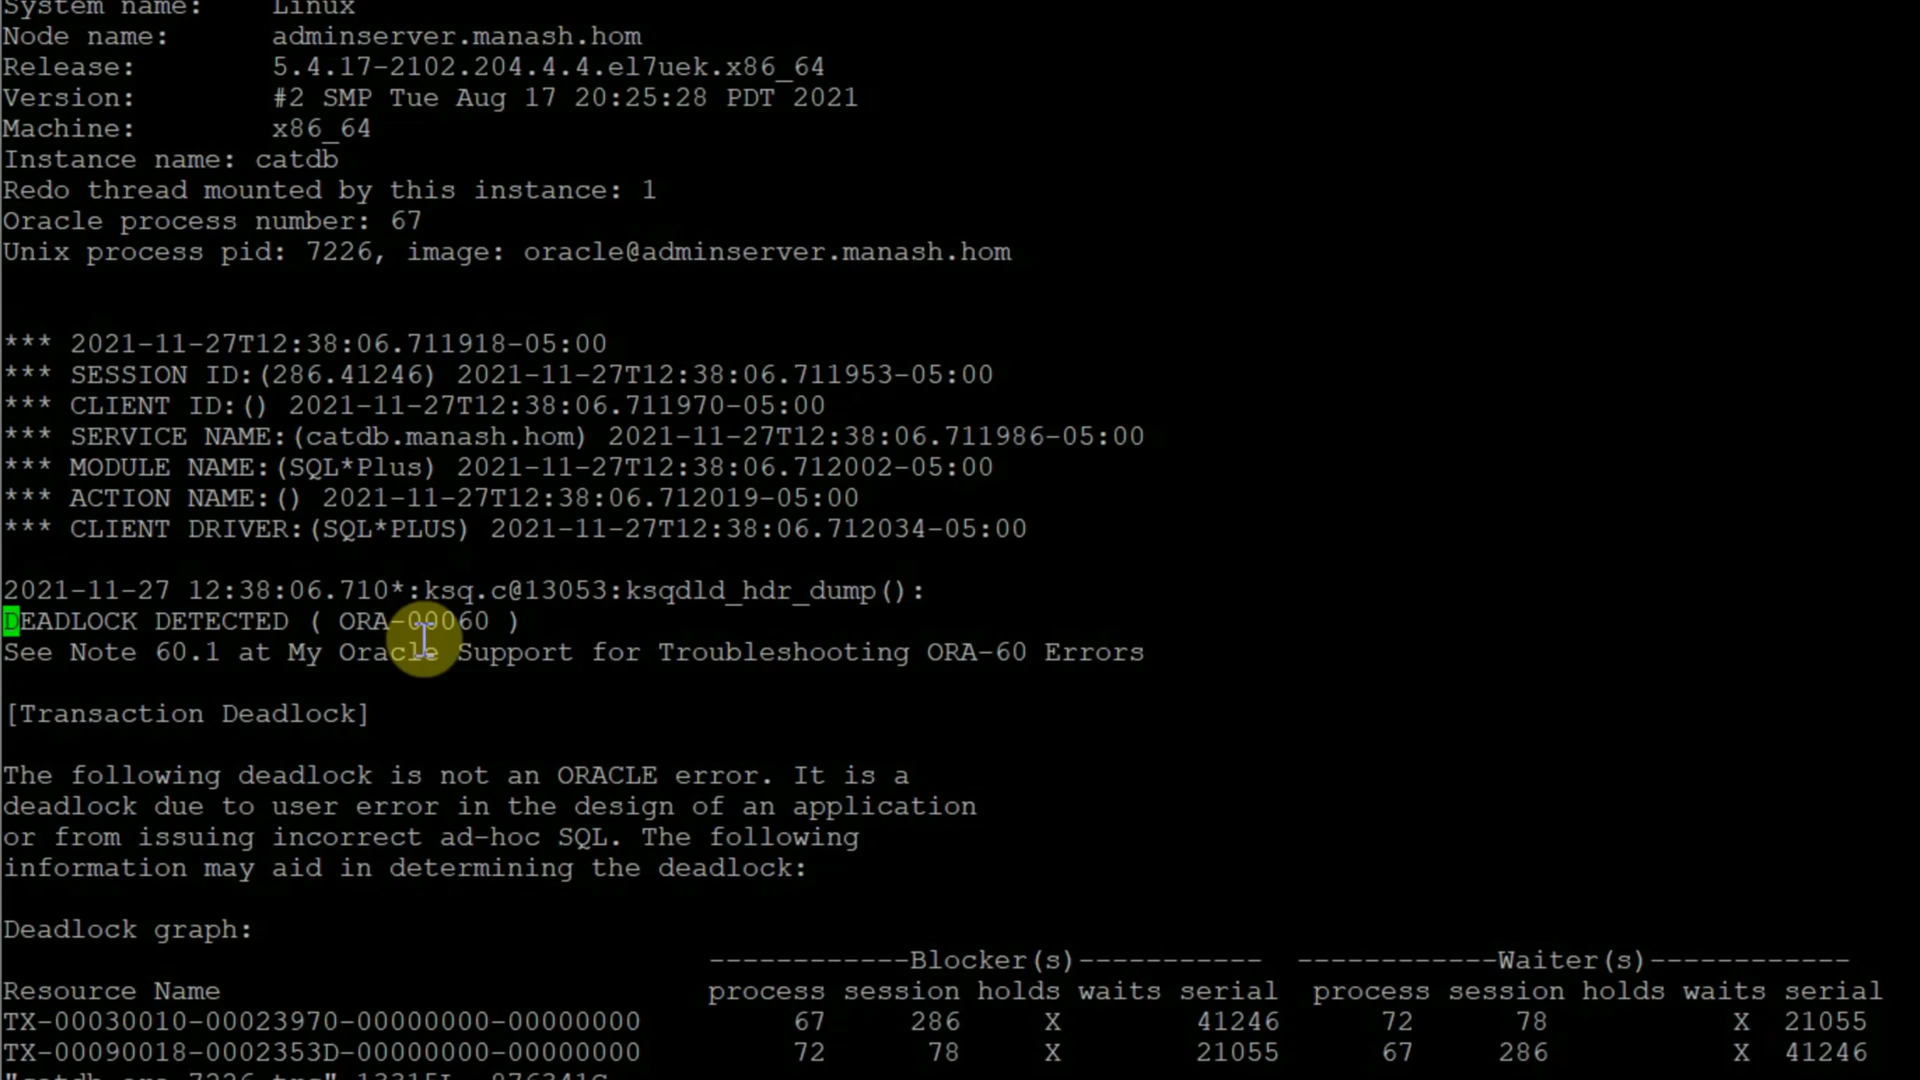 System name:    Linux
Node name:      adminserver.manash.hom
Release:        5.4.17-2102.204.4.4.el7uek.x86_64
Version:        #2 SMP Tue Aug 17 20:25:28 PDT 2021
Machine:        x86_64
Instance name: catdb
Redo thread mounted by this instance: 1
Oracle process number: 67
Unix process pid: 7226, image: oracle@adminserver.manash.hom
*** 2021-11-27T12:38:06.711918-05:00
*** SESSION ID:(286.41246) 2021-11-27T12:38:06.711953-05:00
*** CLIENT ID:() 2021-11-27T12:38:06.711970-05:00
*** SERVICE NAME:(catdb.manash.hom) 2021-11-27T12:38:06.711986-05:00
*** MODULE NAME:(SQL*Plus) 2021-11-27T12:38:06.712002-05:00
*** ACTION NAME:() 2021-11-27T12:38:06.712019-05:00
*** CLIENT DRIVER:(SQL*PLUS) 2021-11-27T12:38:06.712034-05:00
2021-11-27 12:38:06.710*:ksq.c@13053:ksqdld_hdr_dump():
DEADLOCK DETECTED ( ORA-00060 )
See Note 60.1 at My Oracle Support for Troubleshooting ORA-60 Errors
[Transaction Deadlock]
The following deadlock is not an ORACLE error. It is a
deadlock due to user error in the design of an application
or from issuing incorrect ad-hoc SQL. The following
information may aid in determining the deadlock:
Deadlock graph:
------------Blocker(s)-----------  ------------Waiter(s)------------
Resource Name                             process session holds waits serial  process session holds waits serial
TX-00030010-00023970-00000000-00000000         67     286     X        41246      72      78           X  21055
TX-00090018-0002353D-00000000-00000000         72      78     X        21055      67     286           X  41246